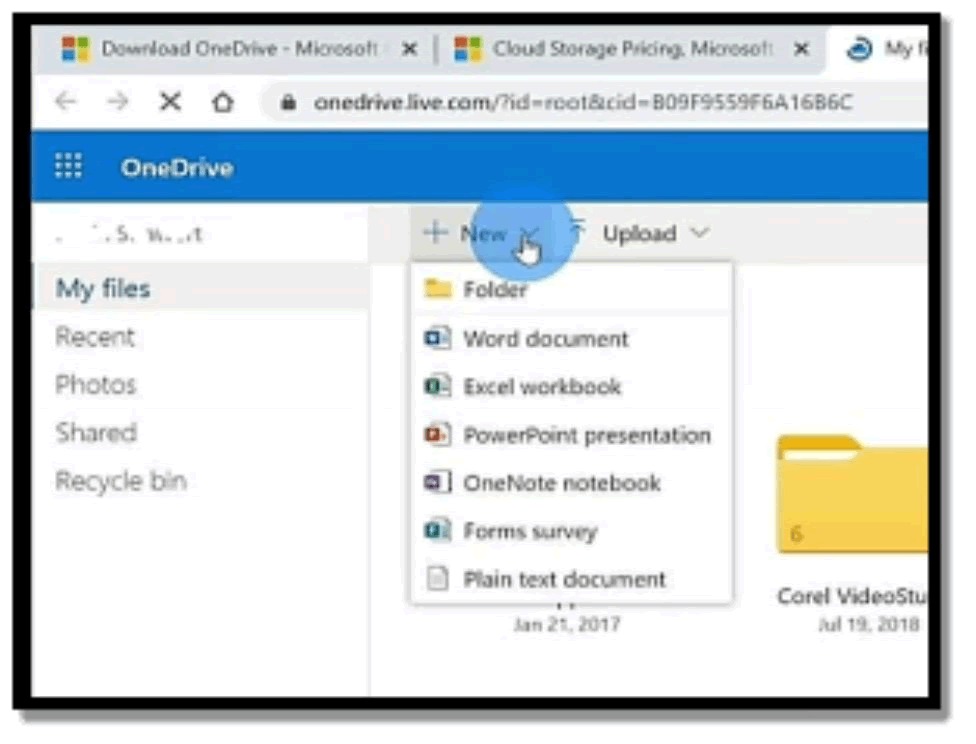 Download OneDrive - Microsoft
Cloud Storage Pricing, Microsoft
My fi
onedrive.live.com/?id=root&cid=B09F9559F6A16B6C
OneDrive
New
Upload
My files
Folder
Recent
Word document
Photos
Excel workbook
Shared
PowerPoint presentation
Recycle bin
OneNote notebook
Forms survey
6
Plain text document
Corel VideoStu
Jan 21, 2017
Jul 19, 2018